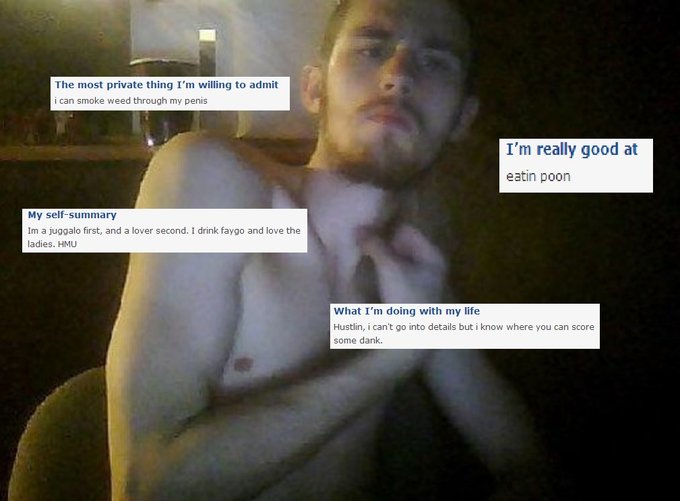 The most private thing I'm willing to admit
i can smoke weed through my penis
I'm really good at
eatin poon
My self-summary
Im a juggalo first, and a lover second. I drink faygo and love the
ladies. HMU
What I'm doing with my life
Hustlin, i can't go into details but i know where you can score
some dank.